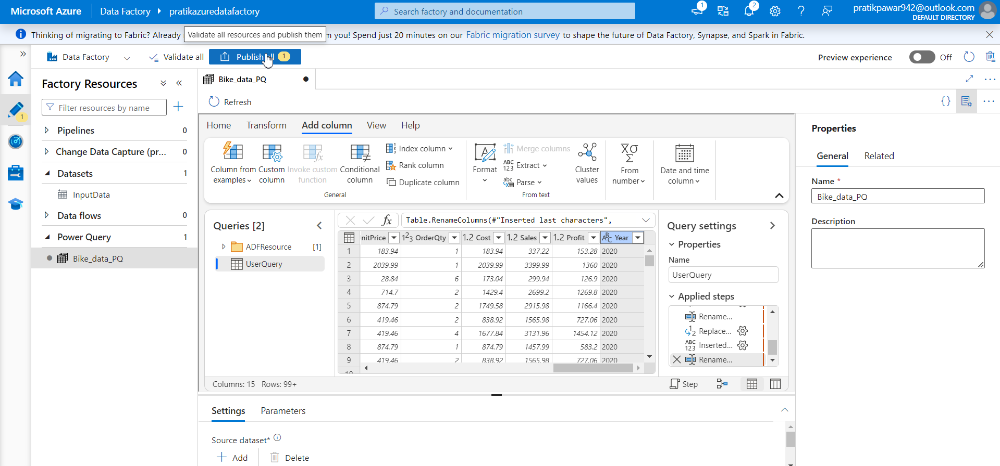 Microsoft Azure
Data Factory
pratikazuredatafactory
Search factory and documentation
1
2
pratikpawar942@outlook.com
DEFAULT DIRECTORY
Thinking of migrating to Fabric? Already
Validate all resources and publish them
m you! Spend just 20 minutes on our Fabric migration survey to shape the future of Data Factory, Synapse, and Spark in Fabric.
Data Factory
Validate all
Publish all
1
Preview experience
Off
Factory Resources
Filter resources by name
1
Pipelines 0
Change Data Capture (pr... 0
Datasets 1
InputData
Data flows 0
Power Query 1
Bike_data_PQ
Bike_data_PQ
Refresh
Home
Transform
Add column
View
Help
Column from examples
Custom column
Invoke custom function
Conditional column
Index column
Rank column
Duplicate column
General
Format
Merge columns
Extract
Parse
Cluster values
From text
From number
Date and time column
Queries [2]
ADFResource [1]
UserQuery
fx
Table.RenameColumns(#"Inserted last characters",
nitPrice 1²3 OrderQty 1.2 Cost 1.2 Sales 1.2 Profit ABC Year
1 183.94 1 183.94 337.22 153.28 2020
2 2039.99 1 2039.99 3399.99 1360 2020
3 28.84 6 173.04 299.94 126.9 2020
4 714.7 2 1429.4 2699.2 1269.8 2020
5 874.79 2 1749.58 2915.98 1166.4 2020
6 419.46 2 838.92 1565.98 727.06 2020
7 419.46 4 1677.84 3131.96 1454.12 2020
8 874.79 1 874.79 1457.99 583.2 2020
9 419.46 2 838.92 1565.98 727.06 2020
10
Columns: 15 Rows: 99+
Query settings
Properties
Name
UserQuery
Applied steps
Rename...
Replace...
Inserted...
Rename...
Step
Settings
Parameters
Source dataset*
Add
Delete
Properties
General
Related
Name *
Bike_data_PQ
Description